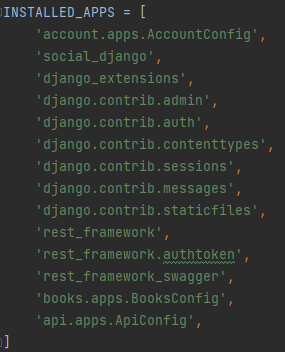 INSTALLED_APPS = [
    'account.apps.AccountConfig',
    'social_django',
    'django_extensions',
    'django.contrib.admin',
    'django.contrib.auth',
    'django.contrib.contenttypes',
    'django.contrib.sessions',
    'django.contrib.messages',
    'django.contrib.staticfiles',
    'rest_framework',
    'rest_framework.authtoken',
    'rest_framework_swagger',
    'books.apps.BooksConfig',
    'api.apps.ApiConfig',
]